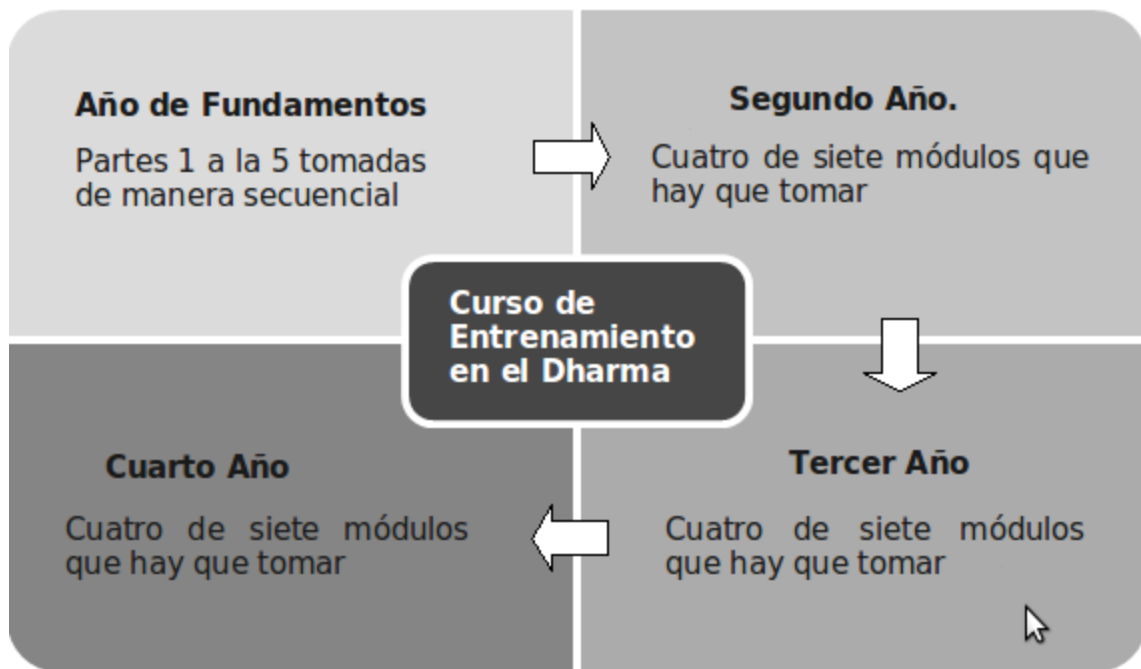 Año de Fundamentos
Partes 1 a la 5 tomadas
de manera secuencial
Segundo Año.
Cuatro de siete módulos que
hay que tomar
Curso de
Entrenamiento
en el Dharma
Cuarto Año
Cuatro de siete módulos
que hay que tomar
Tercer Año
Cuatro de siete módulos
que hay que tomar